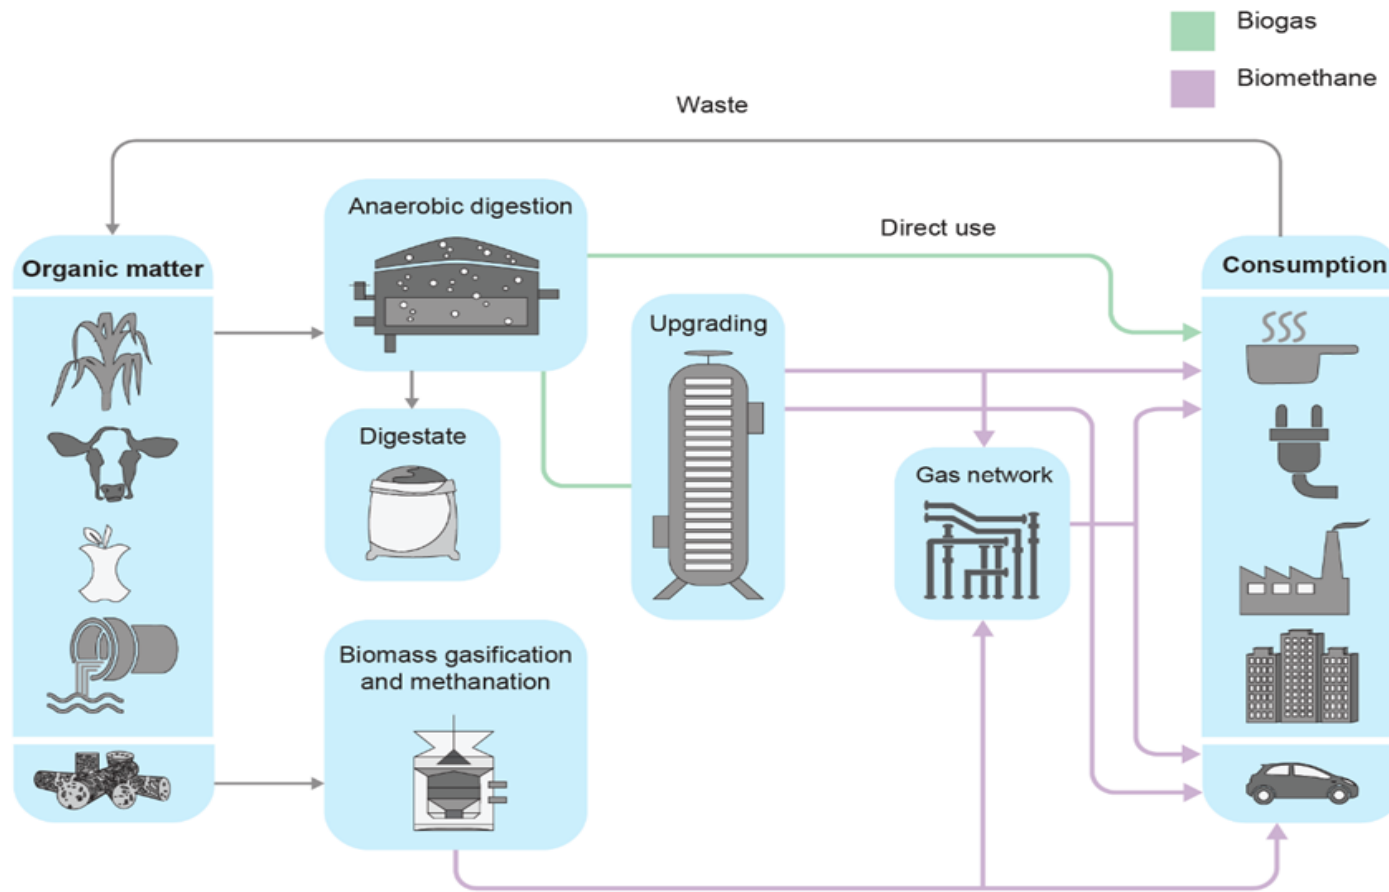 Biogas
Biomethane
Waste
Anaerobic digestion
Direct use
Organic matter
Consumption
Upgrading
Digestate
Gas network
Biomass gasification
and methanation